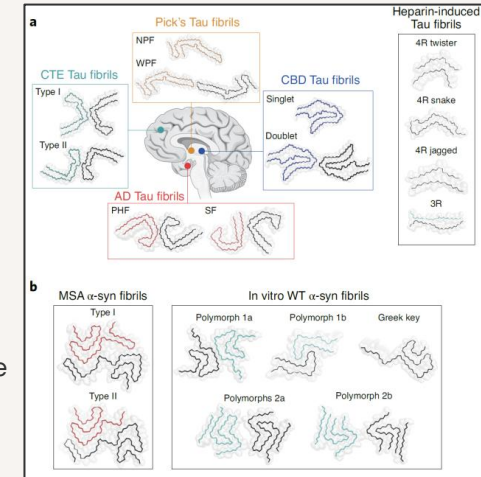 a
Pick's Tau fibrils
NPF
WPF
CTE Tau fibrils
Type I
Type II
CBD Tau fibrils
Singlet
Doublet
AD Tau fibrils
PHF
SF
Heparin-induced
Tau fibrils
4R twister
4R snake
4R jagged
3R
b
MSA α-syn fibrils
Type I
Type II
In vitro WT α-syn fibrils
Polymorph 1a
Polymorph 1b
Greek key
Polymorphs 2a
Polymorph 2b
e